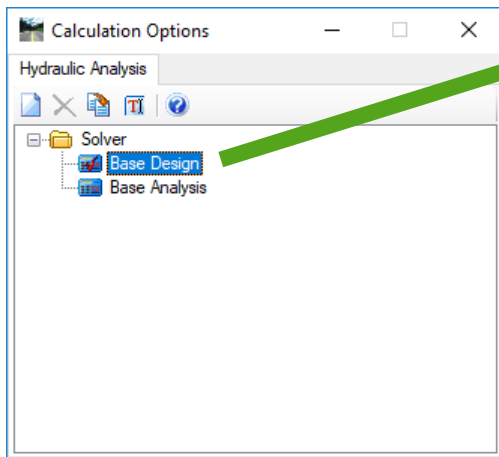 Calculation Options
Hydraulic Analysis
Solver
Base Design
Base Analysis